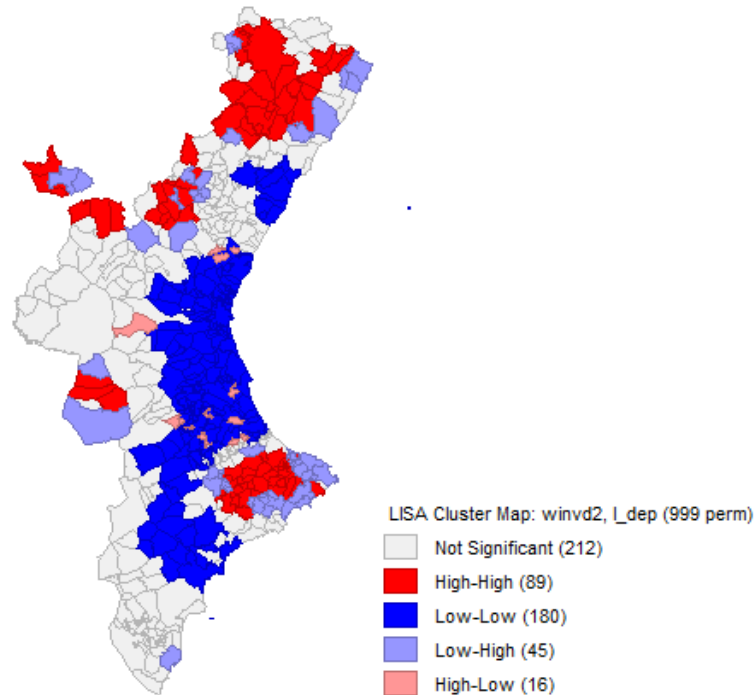 LISA Cluster Map: winvd2, I_dep (999 perm)
Not Significant (212)
High-High (89)
Low-Low (180)
Low-High (45)
High-Low (16)